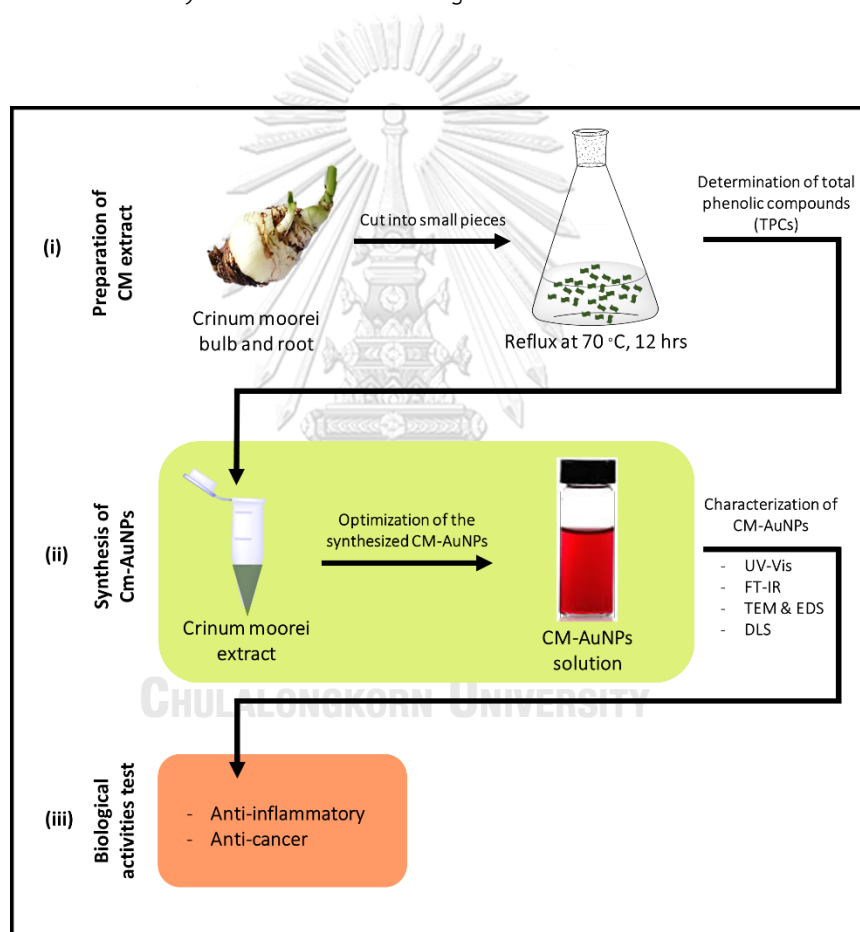 (i)
Preparation of
CM extract
Crinum moorei
bulb and root
Cut into small pieces
Reflux at 70 °C, 12 hrs
Determination of total
phenolic compounds
(TPCs)
(ii)
Synthesis of
Cm-AuNPs
Crinum moorei
extract
Optimization of the
synthesized CM-AuNPs
CM-AuNPs
solution
Characterization of
CM-AuNPs
- UV-Vis
- FT-IR
- TEM & EDS
- DLS
CHULALONGKORN UNIVERSITY
(iii)
Biological
activities test
- Anti-inflammatory
- Anti-cancer